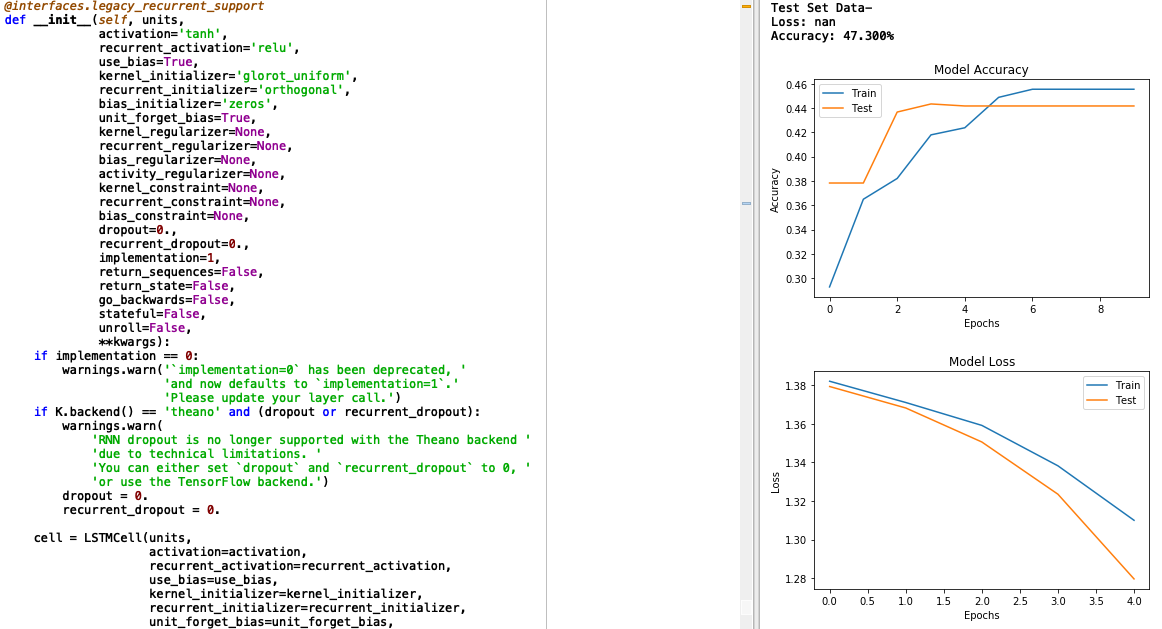 @interfaces.legacy_recurrent_support
def __init__(self, units,
activation='tanh',
recurrent_activation='relu',
use_bias=True,
kernel_initializer='glorot_uniform',
recurrent_initializer='orthogonal',
bias_initializer='zeros',
unit_forget_bias=True,
kernel_regularizer=None,
recurrent_regularizer=None,
bias_regularizer=None,
activity_regularizer=None,
kernel_constraint=None,
recurrent_constraint=None,
bias_constraint=None,
dropout=0.,
recurrent_dropout=0.,
implementation=1,
return_sequences=False,
return_state=False,
go_backwards=False,
stateful=False,
unroll=False,
**kwargs):
if implementation == 0:
warnings.warn('`implementation=0` has been deprecated, '
'and now defaults to `implementation=1`.'
'Please update your layer call.')
if K.backend() == 'theano' and (dropout or recurrent_dropout):
warnings.warn(
'RNN dropout is no longer supported with the Theano backend '
'due to technical limitations. '
'You can either set `dropout` and `recurrent_dropout` to 0, '
'or use the TensorFlow backend.')
dropout = 0.
recurrent_dropout = 0.
cell = LSTMCell(units,
activation=activation,
recurrent_activation=recurrent_activation,
use_bias=use_bias,
kernel_initializer=kernel_initializer,
recurrent_initializer=recurrent_initializer,
unit_forget_bias=unit_forget_bias,
Test Set Data-
Loss: nan
Accuracy: 47.300%
Model Accuracy
Train
Test
Accuracy
0.46
0.44
0.42
0.40
0.38
0.36
0.34
0.32
0.30
0 2 4 6 8
Epochs
Model Loss
Train
Test
Loss
1.38
1.36
1.34
1.32
1.30
1.28
0.0 0.5 1.0 1.5 2.0 2.5 3.0 3.5 4.0
Epochs